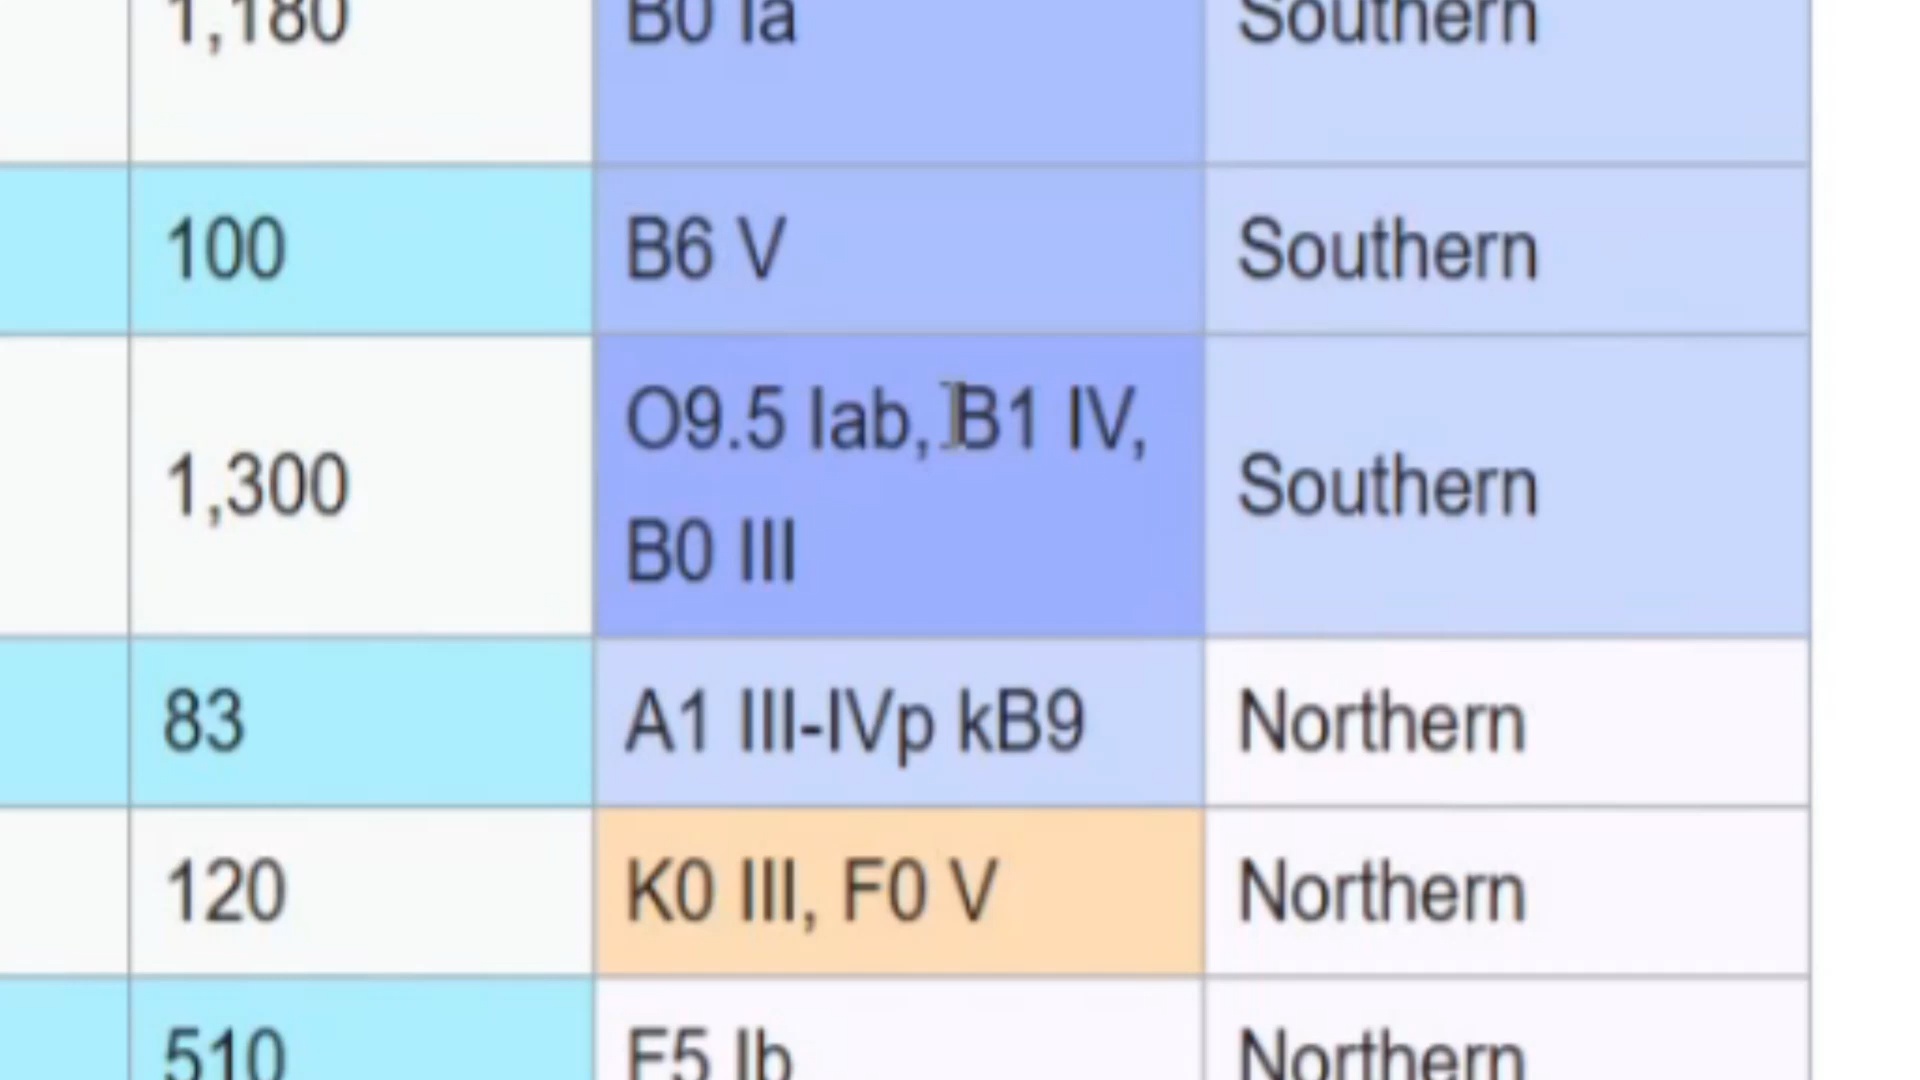 1,180 B0 Ia Southern
100 B6 V Southern
O9.5 Iab, B1 IV,
1,300 Southern
B0 III
83 A1 III-IVp kB9 Northern
120 K0 III, F0 V Northern
510 F5 Ib Northern